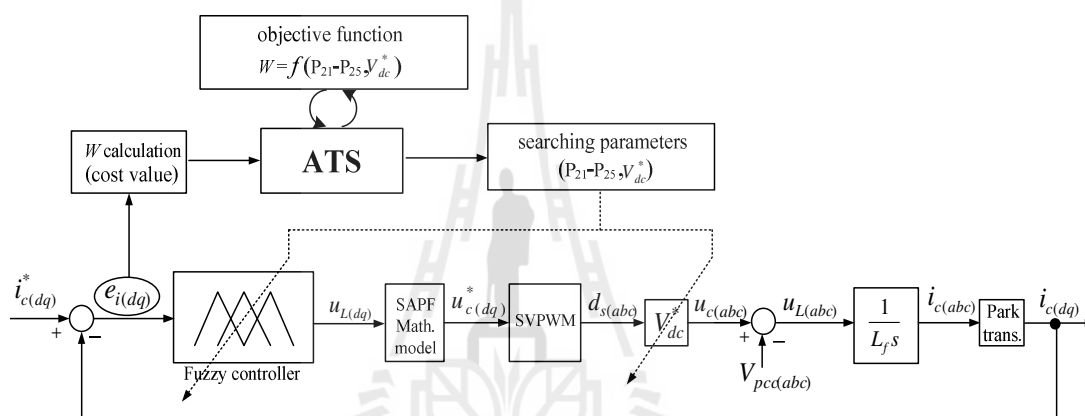 objective function
W = f(P₂₁-P₂₅,V*dc)
W calculation
(cost value)
ATS
searching parameters
(P₂₁-P₂₅,V*dc)
i*c(dq)
+
−
ei(dq)
Fuzzy controller
uL(dq)
SAPF
Math.
model
u*c(dq)
SVPWM
ds(abc)
V*dc
uc(abc)
+
−
Vpcc(abc)
uL(abc)
1
Lf s
ic(abc)
Park
trans.
ic(dq)